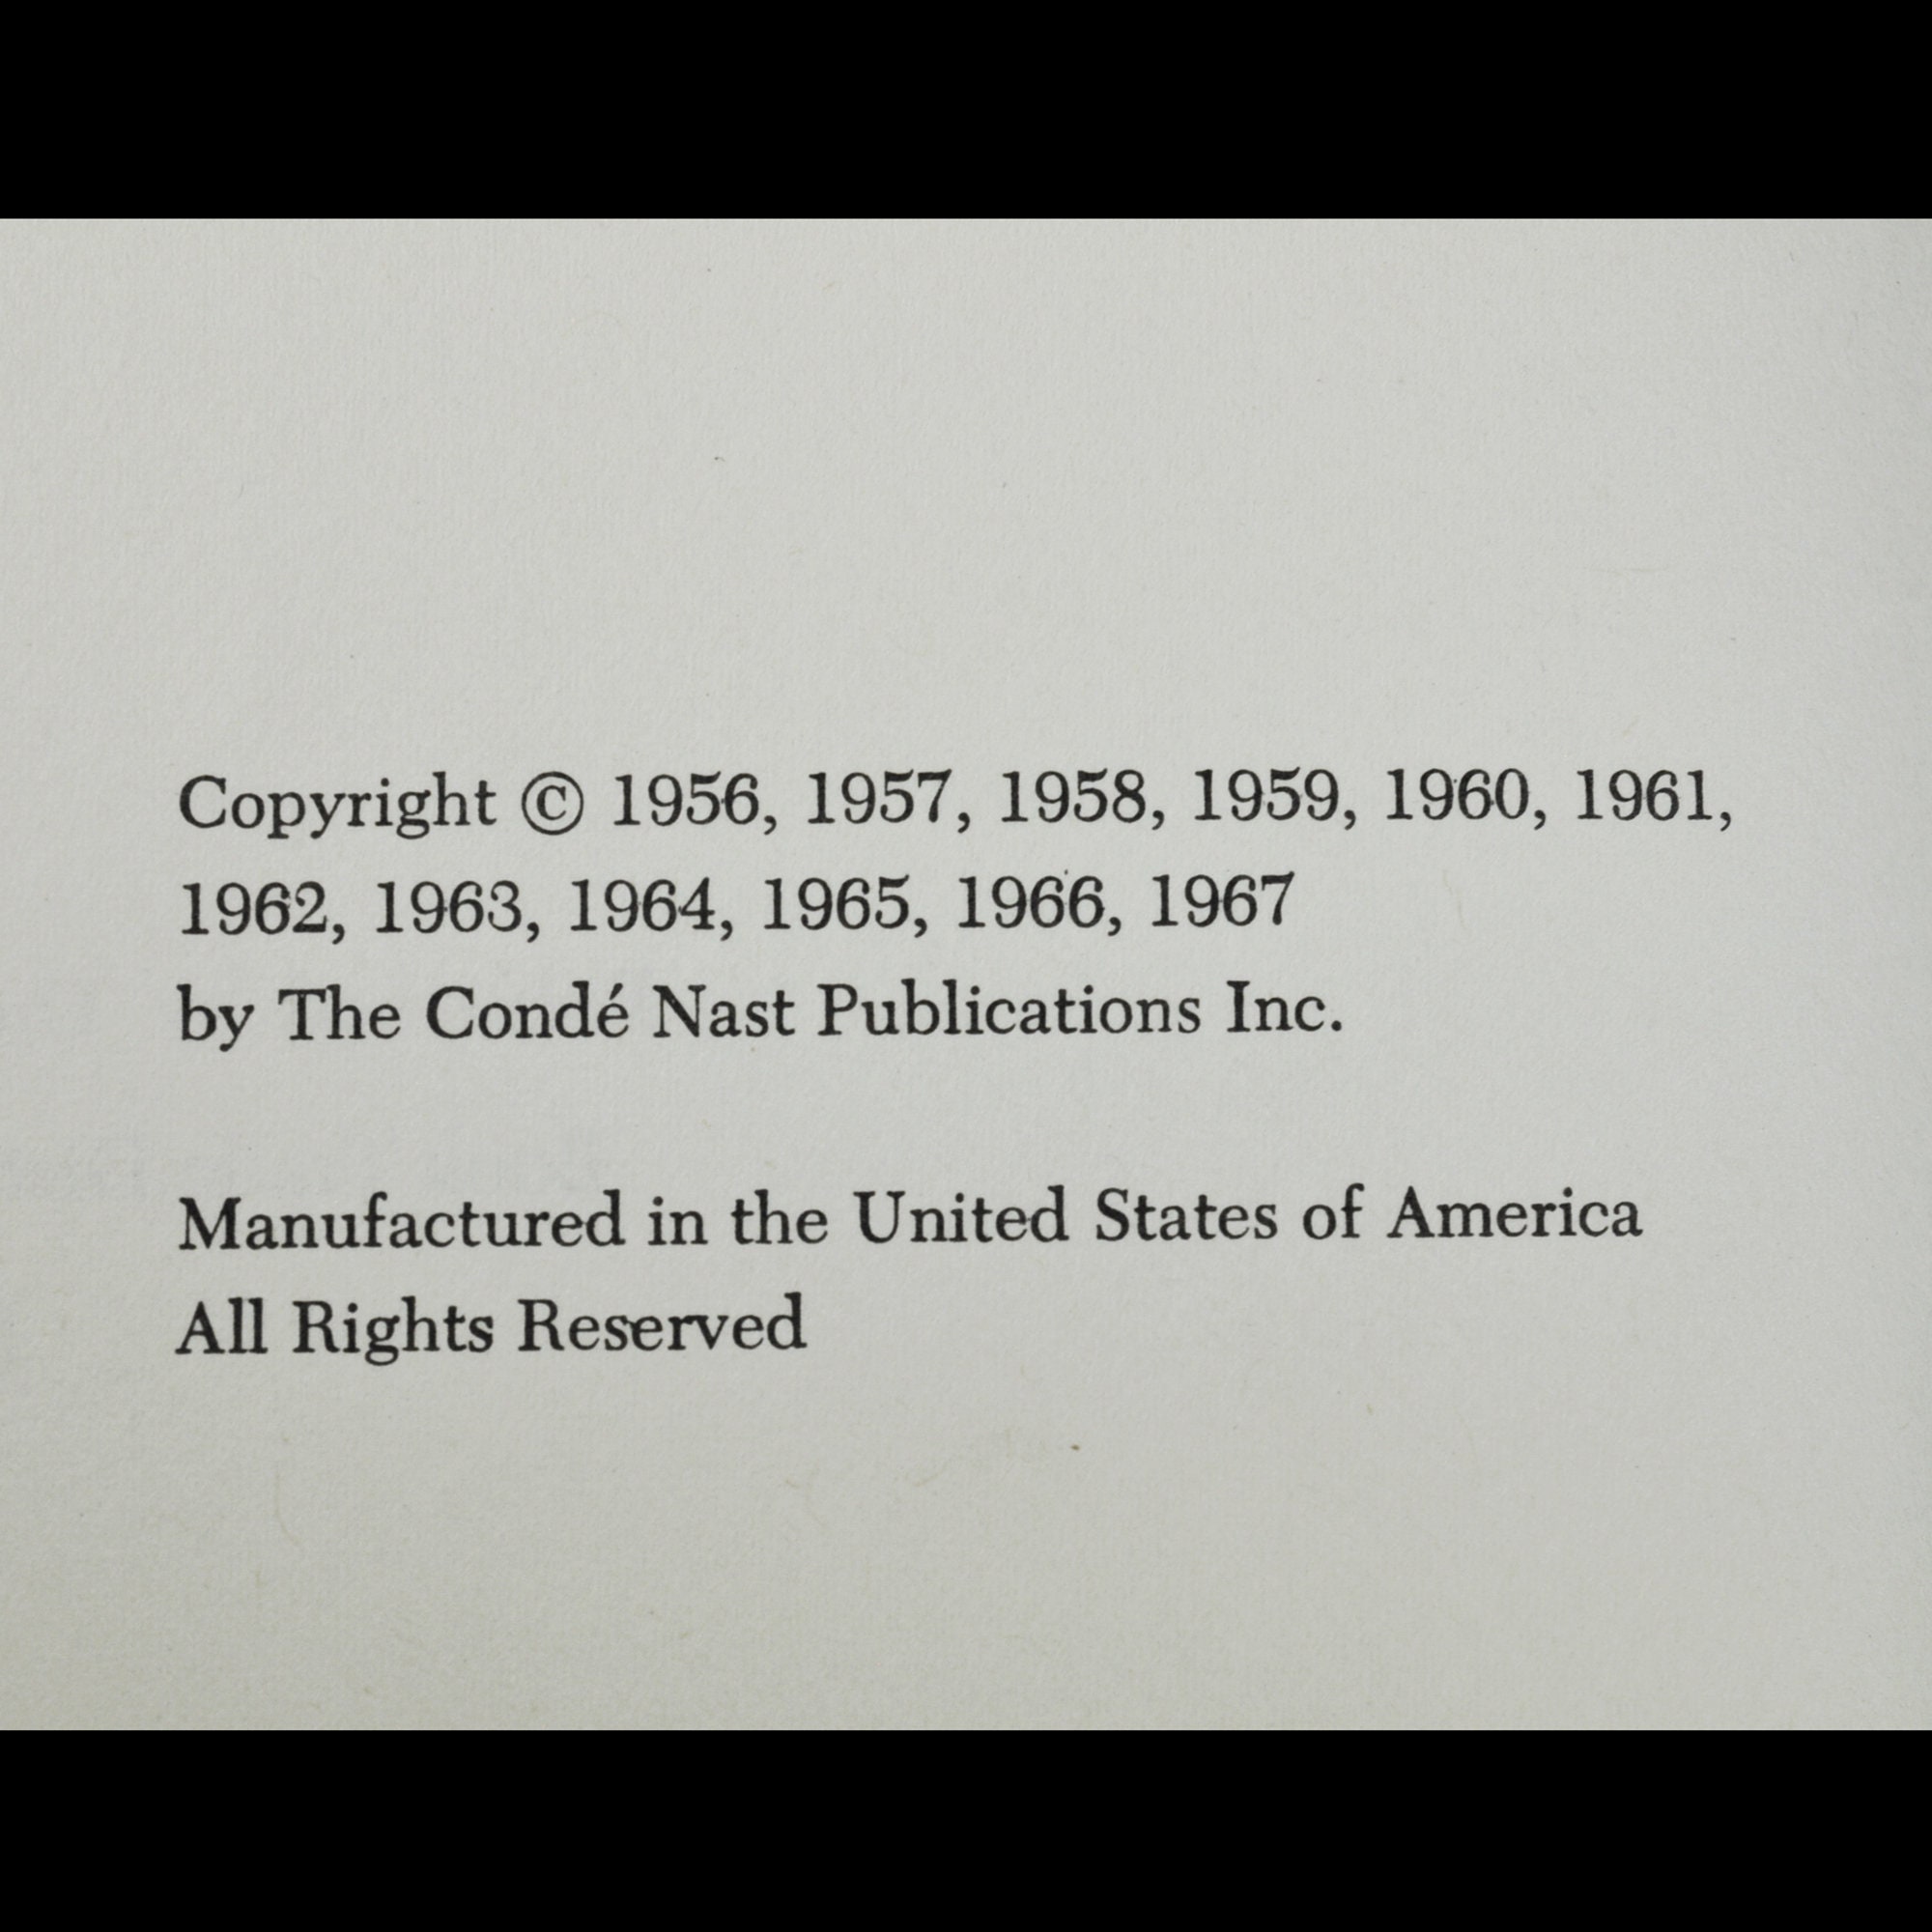 Copyright © 1956, 1957, 1958, 1959, 1960, 1961,
1962, 1963, 1964, 1965, 1966, 1967
by The Condé Nast Publications Inc.
Manufactured in the United States of America
All Rights Reserved